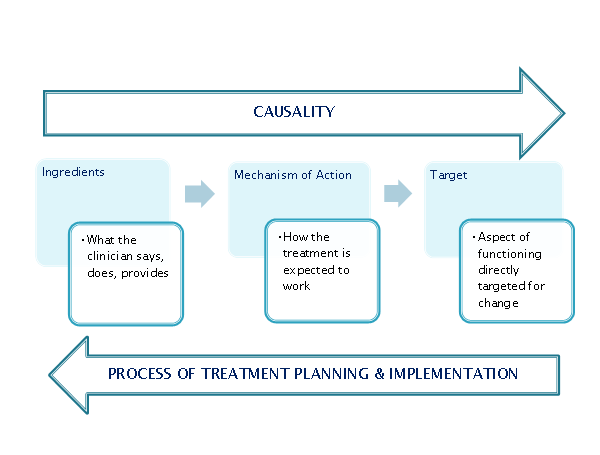 CAUSALITY
Ingredients
•What the
clinician says,
does, provides
Mechanism of Action
•How the
treatment is
expected to
work
Target
•Aspect of
functioning
directly
targeted for
change
PROCESS OF TREATMENT PLANNING & IMPLEMENTATION